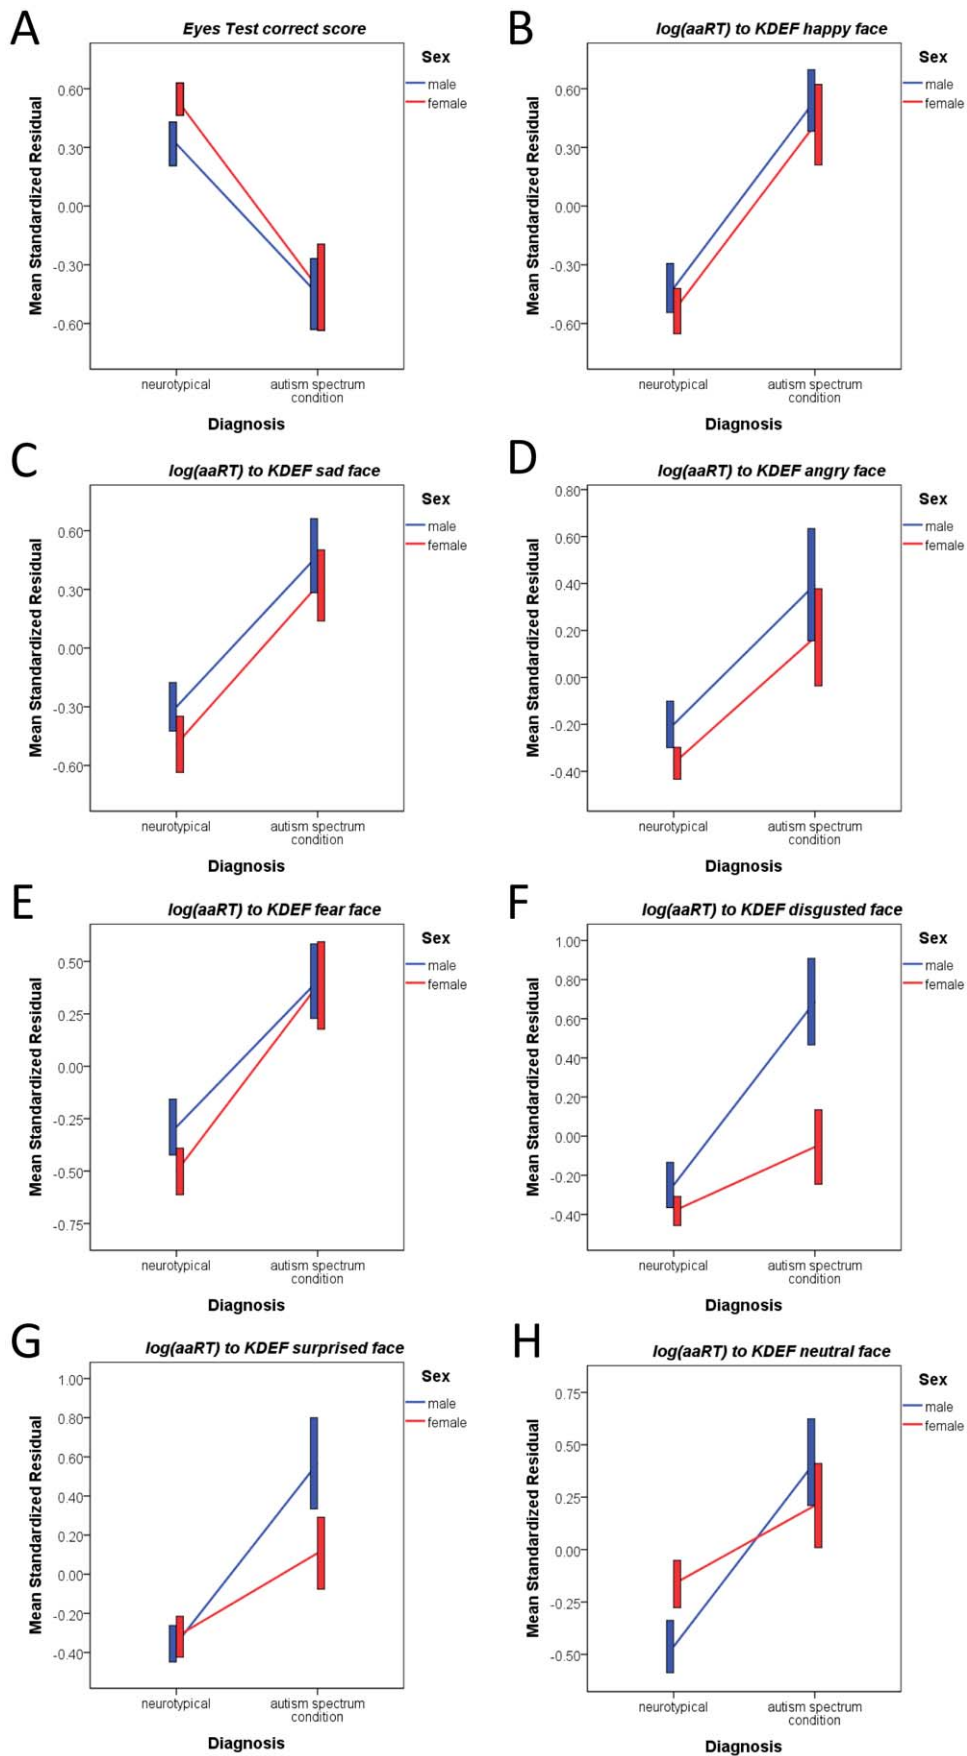 A
Eyes Test correct score
Sex
male
female
Mean Standardized Residual
0.60
0.30
0.00
-0.30
-0.60
neurotypical
autism spectrum
condition
Diagnosis
B
log(aaRT) to KDEF happy face
Sex
male
female
Mean Standardized Residual
0.60
0.30
0.00
-0.30
-0.60
neurotypical
autism spectrum
condition
Diagnosis
C
log(aaRT) to KDEF sad face
Sex
male
female
Mean Standardized Residual
0.60
0.30
0.00
-0.30
-0.60
neurotypical
autism spectrum
condition
Diagnosis
D
log(aaRT) to KDEF angry face
Sex
male
female
Mean Standardized Residual
0.80
0.60
0.40
0.20
0.00
-0.20
-0.40
neurotypical
autism spectrum
condition
Diagnosis
E
log(aaRT) to KDEF fear face
Sex
male
female
Mean Standardized Residual
0.50
0.25
0.00
-0.25
-0.50
-0.75
neurotypical
autism spectrum
condition
Diagnosis
F
log(aaRT) to KDEF disgusted face
Sex
male
female
Mean Standardized Residual
1.00
0.80
0.60
0.40
0.20
0.00
-0.20
-0.40
neurotypical
autism spectrum
condition
Diagnosis
G
log(aaRT) to KDEF surprised face
Sex
male
female
Mean Standardized Residual
1.00
0.80
0.60
0.40
0.20
0.00
-0.20
-0.40
neurotypical
autism spectrum
condition
Diagnosis
H
log(aaRT) to KDEF neutral face
Sex
male
female
Mean Standardized Residual
0.75
0.50
0.25
0.00
-0.25
-0.50
neurotypical
autism spectrum
condition
Diagnosis